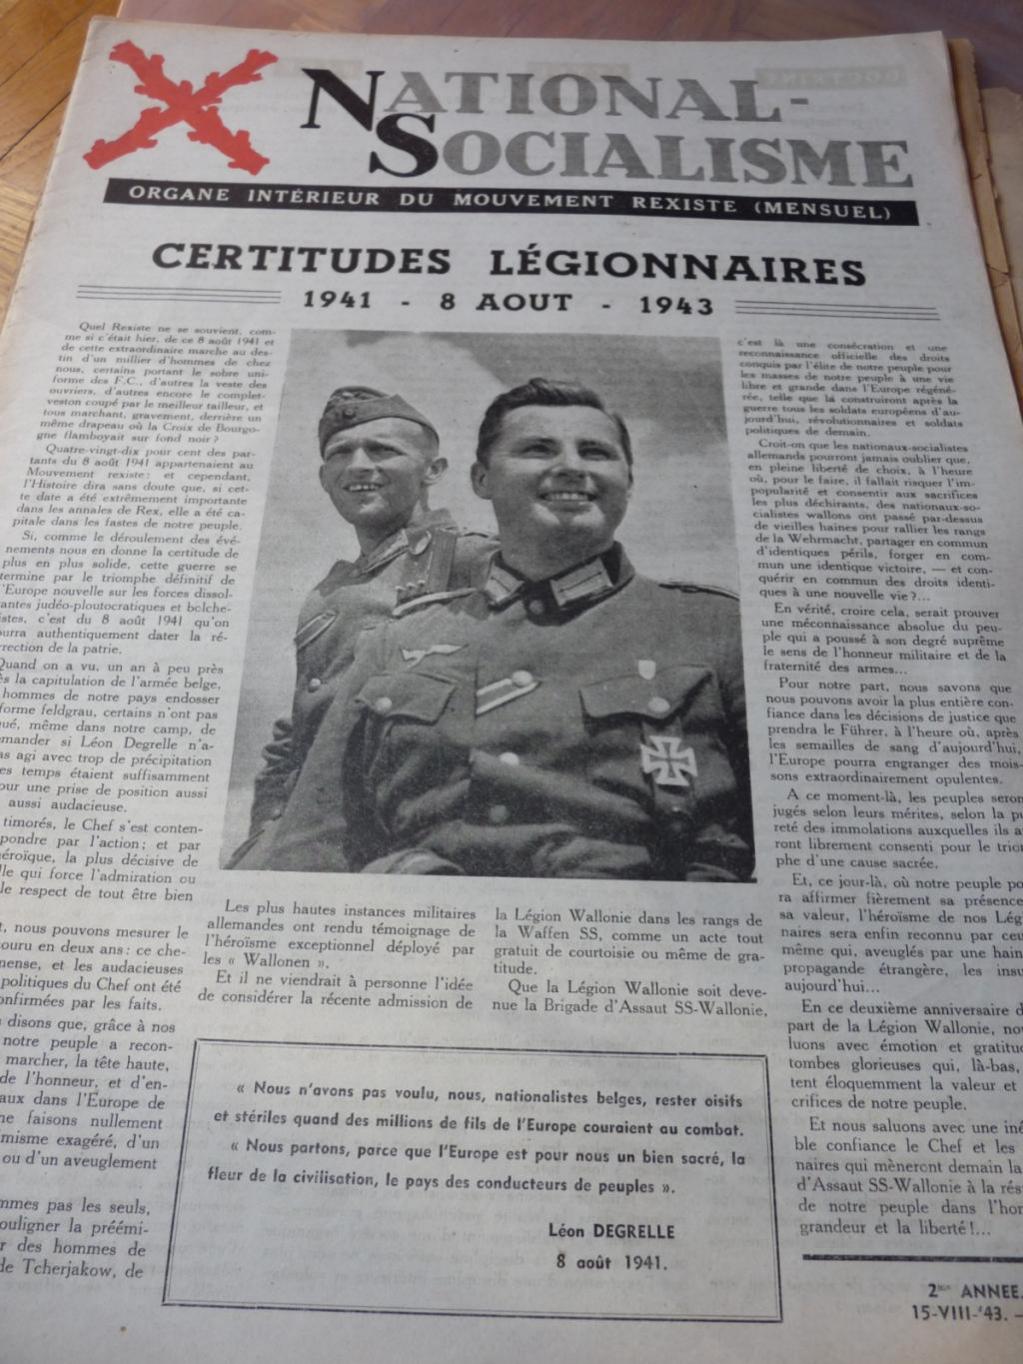 NATIONAL-
SOCIALISME
ORGANE INTÉRIEUR DU MOUVEMENT REXISTE (MENSUEL)
CERTITUDES LÉGIONNAIRES
1941 - 8 AOUT - 1943
Quel Rexiste ne se souvient, com-
me si c'était hier, de ce 8 août 1941 et
de cette extraordinaire marche au des-
tin d'un millier d'hommes de chez
nous, certains portant le sobre uni-
forme des F.C., d'autres la veste des
ouvriers, d'autres encore le complet-
veston coupé par le meilleur tailleur, et
tous marchant, gravement, derrière un
même drapeau où la Croix de Bourgo-
gne flamboyait sur fond noir?
Quatre-vingt-dix pour cent des par-
tants du 8 août 1941 appartenaient au
Mouvement rexiste: et cependant,
l'Histoire dira sans doute que, si cet-
te date a été extrêmement importante
dans les annales de Rex, elle a été ca-
pitale dans les fastes de notre peuple.
Si, comme le déroulement des évé-
nements nous en donne la certitude de
plus en plus solide, cette guerre se
termine par le triomphe définitif de
l'Europe nouvelle sur les forces dissol-
antes judéo-ploutocratiques et bolche-
istes, c'est du 8 août 1941 qu'on
ourra authentiquement dater la ré-
rrection de la patrie.
Quand on a vu, un an à peu près
ès la capitulation de l'armée belge,
hommes de notre pays endosser
forme feldgrau, certains n'ont pas
qué, même dans notre camp, de
mander si Léon Degrelle n'a-
as agi avec trop de précipitation
es temps étaient suffisamment
our une prise de position aussi
aussi audacieuse.
timorés, le Chef s'est conten-
pondre par l'action; et par
éroïque, la plus décisive de
lle qui force l'admiration ou
le respect de tout être bien
t, nous pouvons mesurer le
couru en deux ans: ce che-
mense, et les audacieuses
politiques du Chef ont été
onfirmées par les faits.
disons que, grâce à nos
notre peuple a recon-
marcher, la tête haute,
de l'honneur, et d'en-
aux dans l'Europe de
ne faisons nullement
misme exagéré, d'un
ou d'un aveuglement
mmes pas les seuls,
ouligner la préémi-
r des hommes de
de Tcherjakow, de
Les plus hautes instances militaires
allemandes ont rendu témoignage de
l'héroïsme exceptionnel déployé par
les « Wallonen ».
Et il ne viendrait à personne l'idée
de considérer la récente admission de
la Légion Wallonie dans les rangs de
la Waffen SS, comme un acte tout
gratuit de courtoisie ou même de gra-
titude.
Que la Légion Wallonie soit deve-
nue la Brigade d'Assaut SS-Wallonie,
c'est là une consécration et une
reconnaissance officielle des droits
conquis par l'élite de notre peuple pour
les masses de notre peuple à une vie
libre et grande dans l'Europe régéné-
rée, telle que la construiront après la
guerre tous les soldats européens d'au-
jourd'hui, révolutionnaires et soldats
politiques de demain.
Croit-on que les nationaux-socialistes
allemands pourront jamais oublier que,
en pleine liberté de choix, à l'heure
où, pour le faire, il fallait risquer l'im-
popularité et consentir aux sacrifices
les plus déchirants, des nationaux-so-
cialistes wallons ont passé par-dessus
de vieilles haines pour rallier les rangs
de la Wehrmacht, partager en commun
d'identiques périls, forger en com-
mun une identique victoire, — et con-
quérir en commun des droits identi-
ques à une nouvelle vie?...
En vérité, croire cela, serait prouver
une méconnaissance absolue du peu-
ple qui a poussé à son degré suprême
le sens de l'honneur militaire et de la
fraternité des armes...
Pour notre part, nous savons que
nous pouvons avoir la plus entière con-
fiance dans les décisions de justice que
prendra le Führer, à l'heure où, après
les semailles de sang d'aujourd'hui,
l'Europe pourra engranger des mois-
sons extraordinairement opulentes.
A ce moment-là, les peuples seron
jugés selon leurs mérites, selon la pu
reté des immolations auxquelles ils a
ront librement consenti pour le trio
phe d'une cause sacrée.
Et, ce jour-là, où notre peuple po
ra affirmer fièrement sa présence
sa valeur, l'héroïsme de nos Lég
naires sera enfin reconnu par ceu
même qui, aveuglés par une hain
propagande étrangère, les insu
aujourd'hui...
En ce deuxième anniversaire d
part de la Légion Wallonie, nou
luons avec émotion et gratitud
tombes glorieuses qui, là-bas,
tent éloquemment la valeur et
crifices de notre peuple.
Et nous saluons avec une iné
ble confiance le Chef et les
naires qui mèneront demain la
d'Assaut SS-Wallonie à la rés
de notre peuple dans l'hon
grandeur et la liberté!...
« Nous n'avons pas voulu, nous, nationalistes belges, rester oisifs
et stériles quand des millions de fils de l'Europe couraient au combat.
« Nous partons, parce que l'Europe est pour nous un bien sacré, la
fleur de la civilisation, le pays des conducteurs de peuples ».
Léon DEGRELLE
8 août 1941.
2me ANNEE.
15-VIII-'43. –